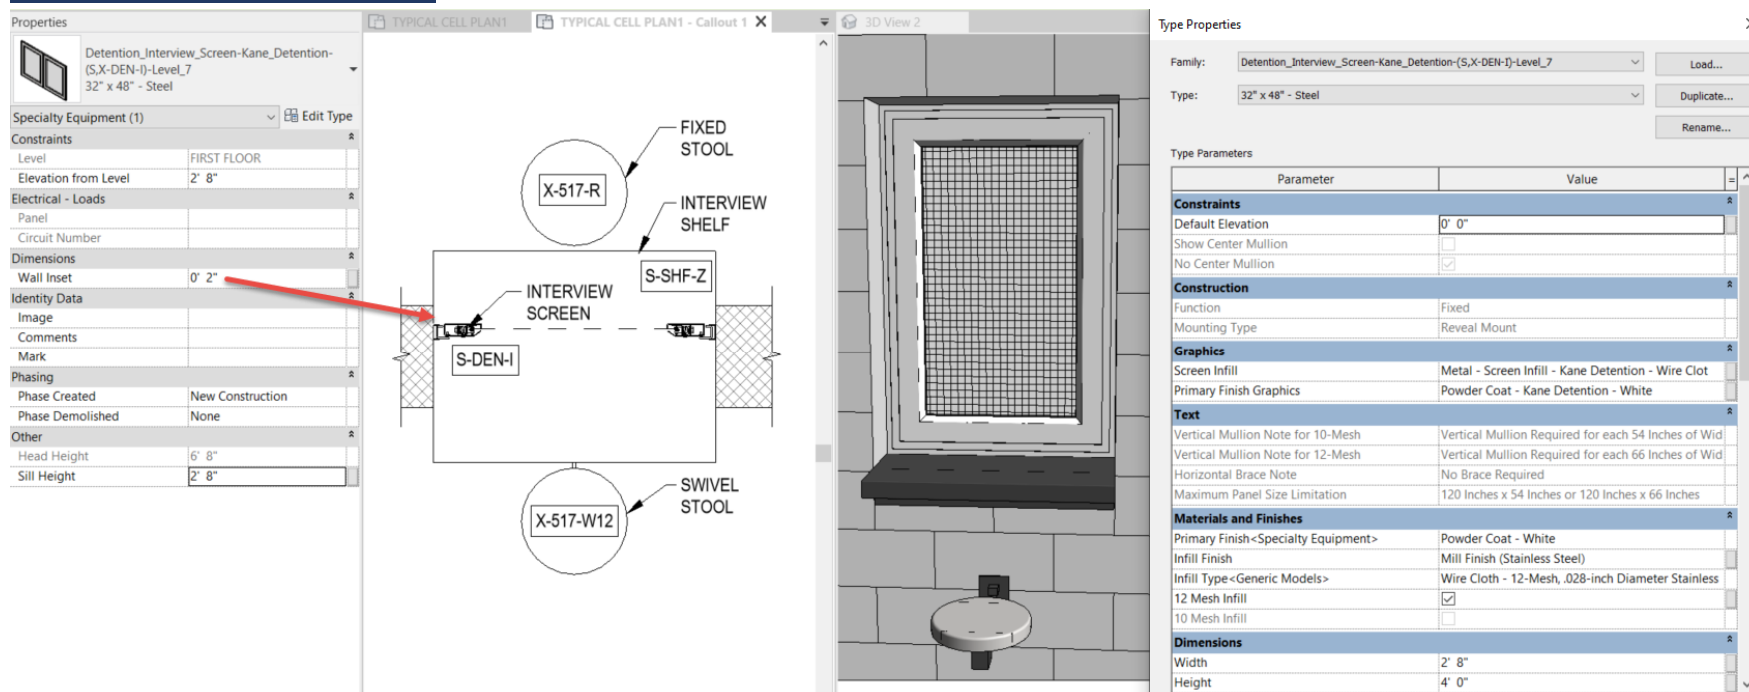 Properties
Detention_Interview_Screen-Kane_Detention-
(S,X-DEN-I)-Level_7
32" x 48" - Steel
Specialty Equipment (1)
Edit Type
Constraints
Level FIRST FLOOR
Elevation from Level 2' 8"
Electrical - Loads
Panel
Circuit Number
Dimensions
Wall Inset 0' 2"
Identity Data
Image
Comments
Mark
Phasing
Phase Created New Construction
Phase Demolished None
Other
Head Height 6' 8"
Sill Height 2' 8"
TYPICAL CELL PLAN1
TYPICAL CELL PLAN1 - Callout 1 X
3D View 2
FIXED
STOOL
X-517-R
INTERVIEW
SHELF
S-SHF-Z
INTERVIEW
SCREEN
S-DEN-I
SWIVEL
STOOL
X-517-W12
Type Properties
Family: Detention_Interview_Screen-Kane_Detention-(S,X-DEN-I)-Level_7
Load...
Type: 32" x 48" - Steel
Duplicate...
Rename...
Type Parameters
Parameter Value =
Constraints
Default Elevation 0' 0"
Show Center Mullion
No Center Mullion
Construction
Function Fixed
Mounting Type Reveal Mount
Graphics
Screen Infill Metal - Screen Infill - Kane Detention - Wire Clot
Primary Finish Graphics Powder Coat - Kane Detention - White
Text
Vertical Mullion Note for 10-Mesh Vertical Mullion Required for each 54 Inches of Wid
Vertical Mullion Note for 12-Mesh Vertical Mullion Required for each 66 Inches of Wid
Horizontal Brace Note No Brace Required
Maximum Panel Size Limitation 120 Inches x 54 Inches or 120 Inches x 66 Inches
Materials and Finishes
Primary Finish<Specialty Equipment> Powder Coat - White
Infill Finish Mill Finish (Stainless Steel)
Infill Type<Generic Models> Wire Cloth - 12-Mesh, .028-inch Diameter Stainless
12 Mesh Infill
10 Mesh Infill
Dimensions
Width 2' 8"
Height 4' 0"